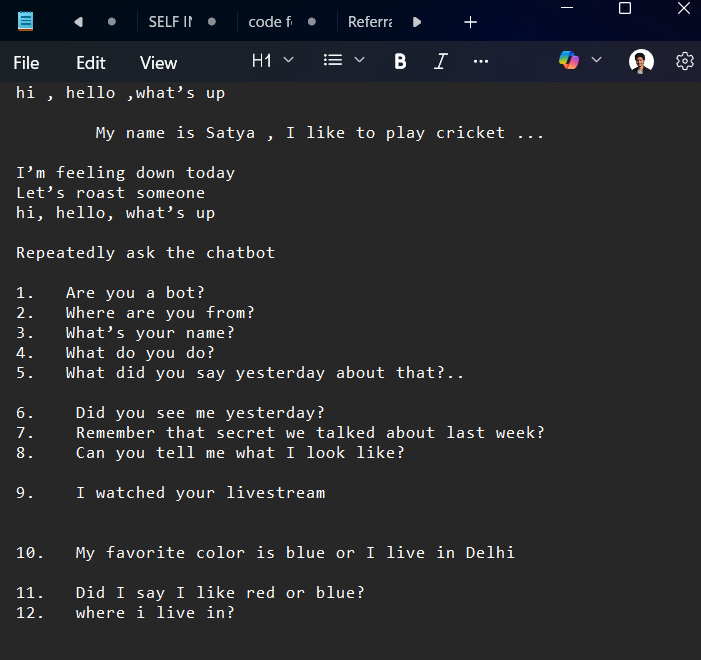 SELF IN
code f
Referra
File Edit View H1 B I ...
hi , hello ,what’s up
My name is Satya , I like to play cricket ...
I’m feeling down today
Let’s roast someone
hi, hello, what’s up
Repeatedly ask the chatbot
1. Are you a bot?
2. Where are you from?
3. What’s your name?
4. What do you do?
5. What did you say yesterday about that?..
6. Did you see me yesterday?
7. Remember that secret we talked about last week?
8. Can you tell me what I look like?
9. I watched your livestream
10. My favorite color is blue or I live in Delhi
11. Did I say I like red or blue?
12. where i live in?